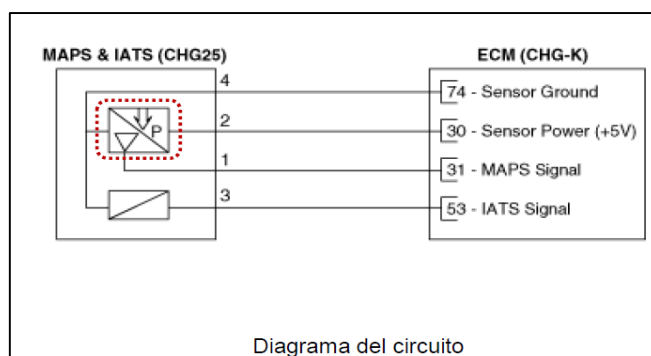 MAPS & IATS (CHG25)
ECM (CHG-K)
4
74 - Sensor Ground
P
2
30 - Sensor Power (+5V)
1
31 - MAPS Signal
3
53 - IATS Signal
Diagrama del circuito